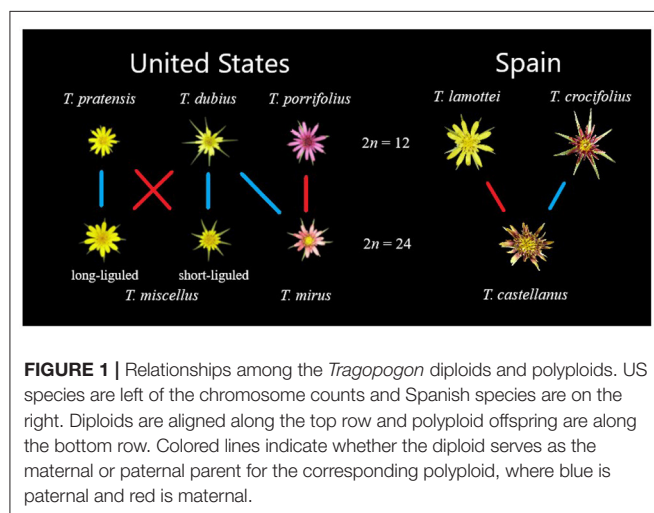 United States
Spain
T. pratensis T. dubius T. porrifolius
T. lamottei T. crocifolius
2n = 12
2n = 24
long-liguled short-liguled
T. miscellus T. mirus
T. castellanus
FIGURE 1 | Relationships among the Tragopogon diploids and polyploids. US
species are left of the chromosome counts and Spanish species are on the
right. Diploids are aligned along the top row and polyploid offspring are along
the bottom row. Colored lines indicate whether the diploid serves as the
maternal or paternal parent for the corresponding polyploid, where blue is
paternal and red is maternal.